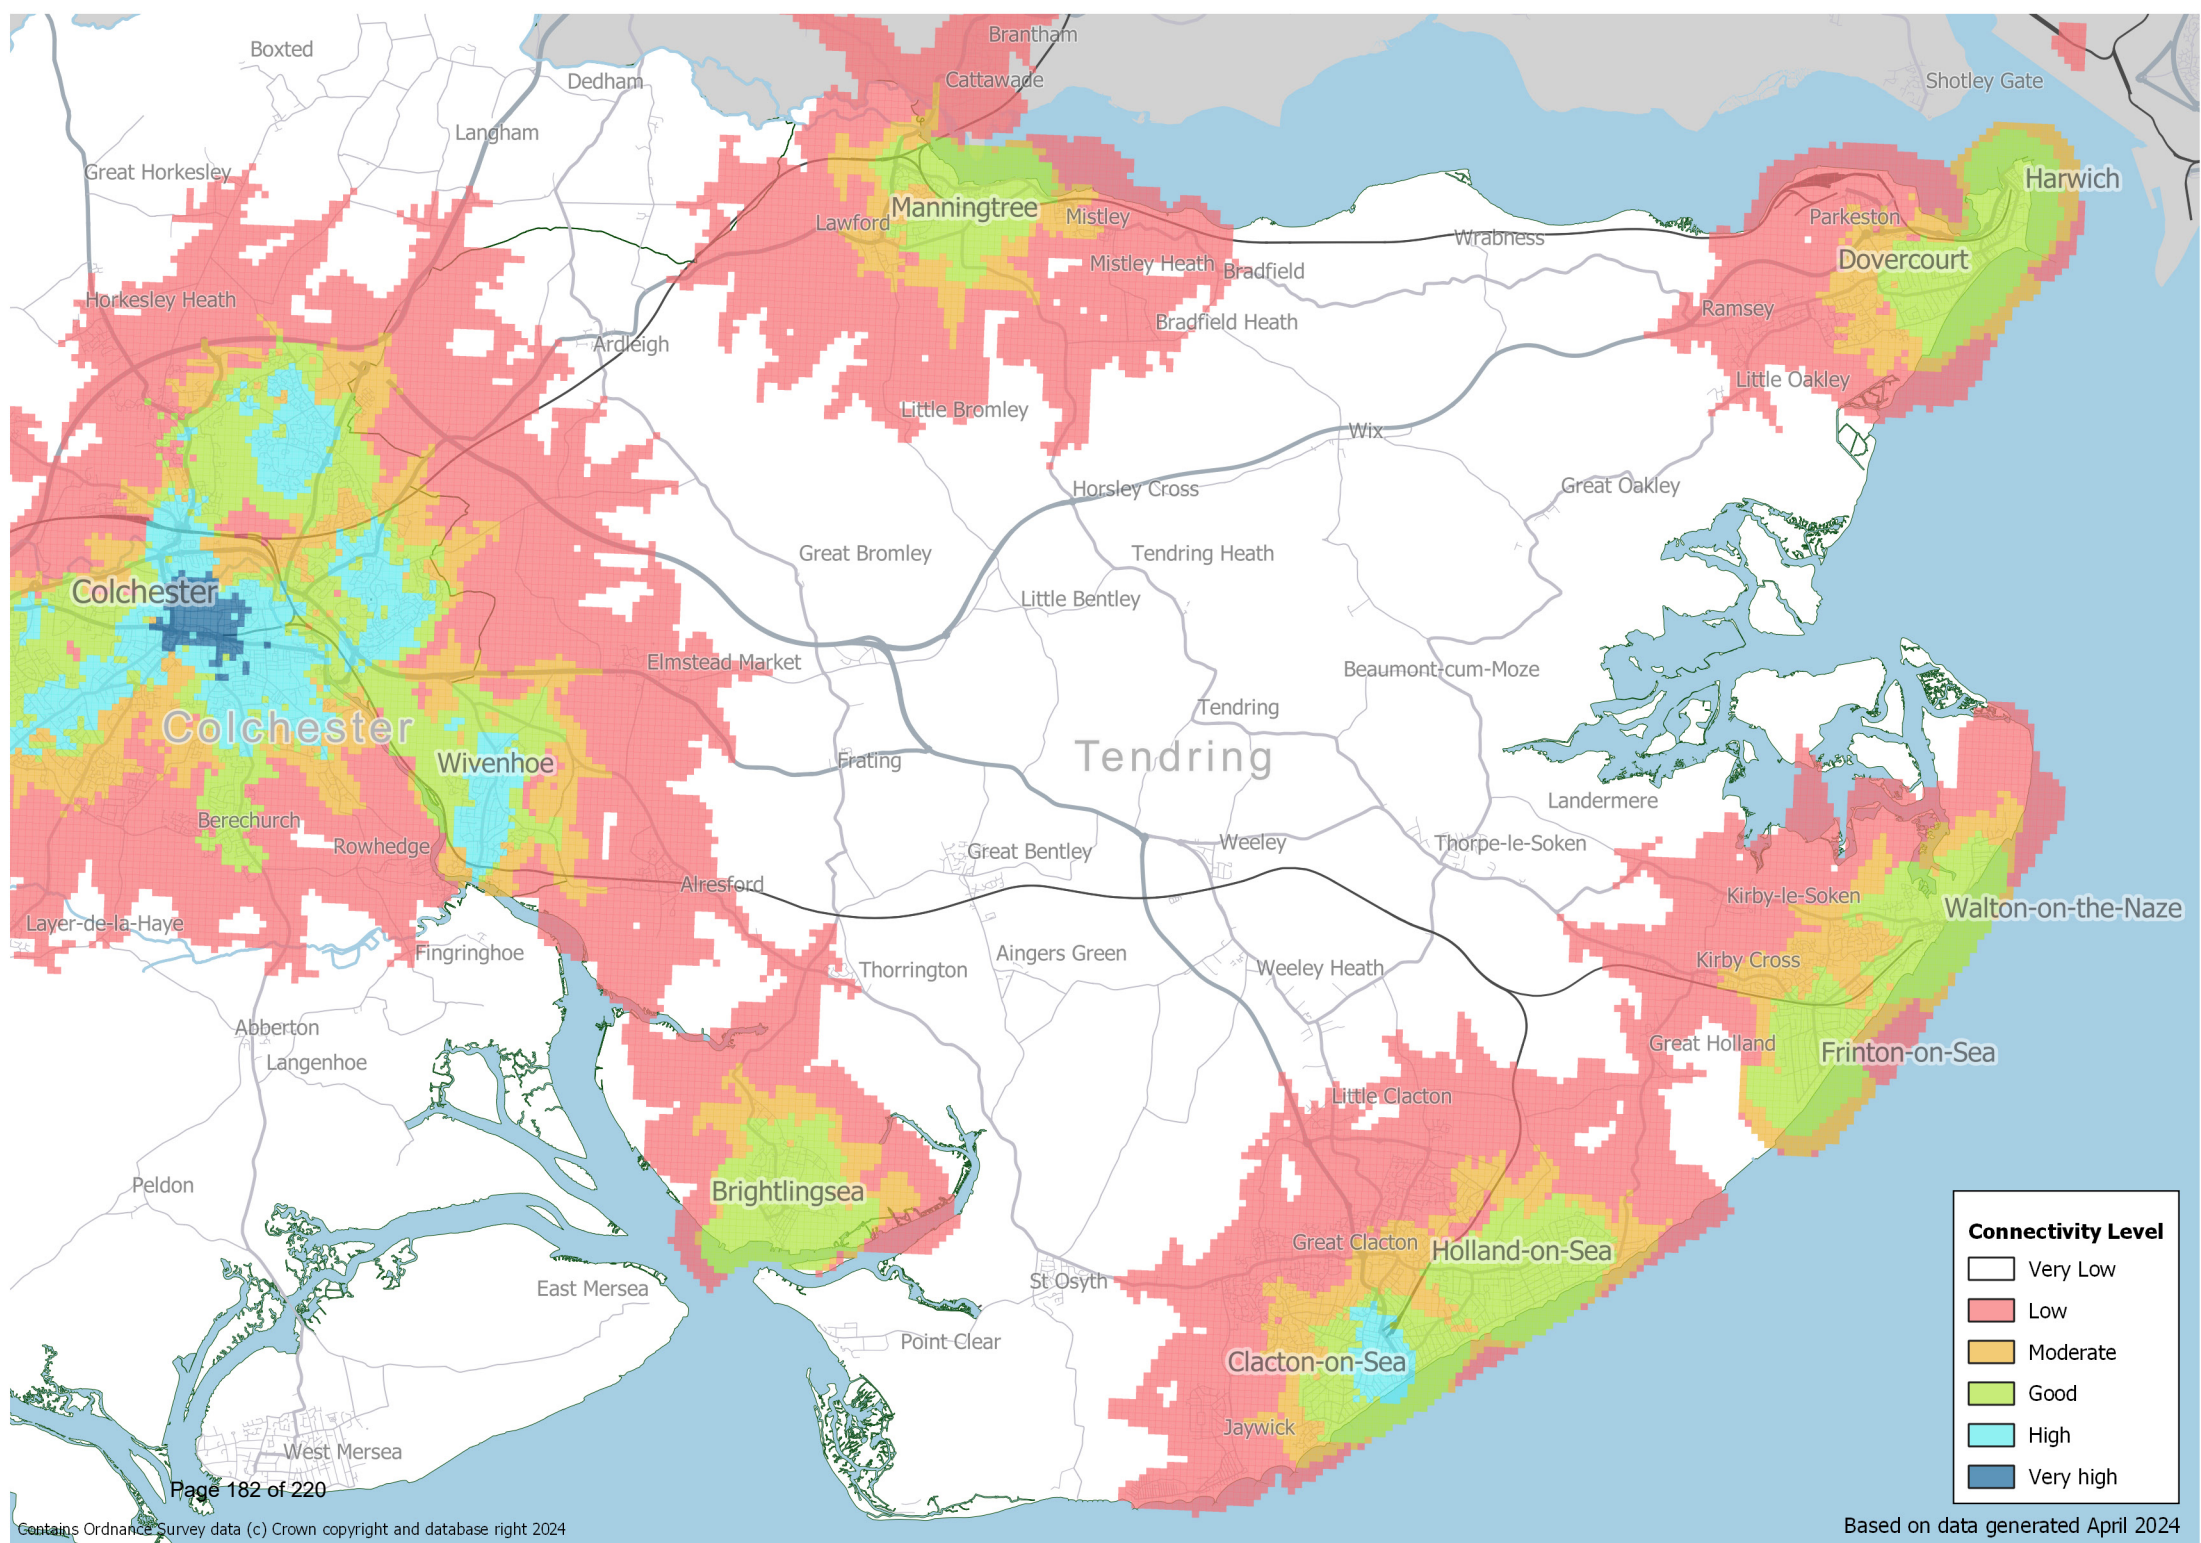 Brantham
Boxted
Cattawade
Dedham
Shotley Gate
Langham
Great Horkesley
Harwich
Manningtree
Mistley
Lawford
Parkeston
Wrabness
Dovercourt
Mistley Heath
Bradfield
Horkesley Heath
Ramsey
Bradfield Heath
Ardleigh
Little Oakley
Little Bromley
Wix
Great Oakley
Horsley Cross
Great Bromley
Tendring Heath
Colchester
Little Bentley
Elmstead Market
Beaumont-cum-Moze
Tendring
Colchester
Tendring
Wivenhoe
Frating
Landermere
Berechurch
Rowhedge
Great Bentley
Weeley
Thorpe-le-Soken
Alresford
Kirby-le-Soken
Walton-on-the-Naze
Layer-de-la-Haye
Fingringhoe
Aingers Green
Kirby Cross
Thorrington
Weeley Heath
Abberton
Great Holland
Frinton-on-Sea
Langenhoe
Little Clacton
Peldon
Brightlingsea
Great Clacton
Holland-on-Sea
East Mersea
St Osyth
Point Clear
Clacton-on-Sea
Jaywick
West Mersea
Connectivity Level
Very Low
Low
Moderate
Good
High
Very high
Page 182 of 220
Contains Ordnance Survey data (c) Crown copyright and database right 2024
Based on data generated April 2024